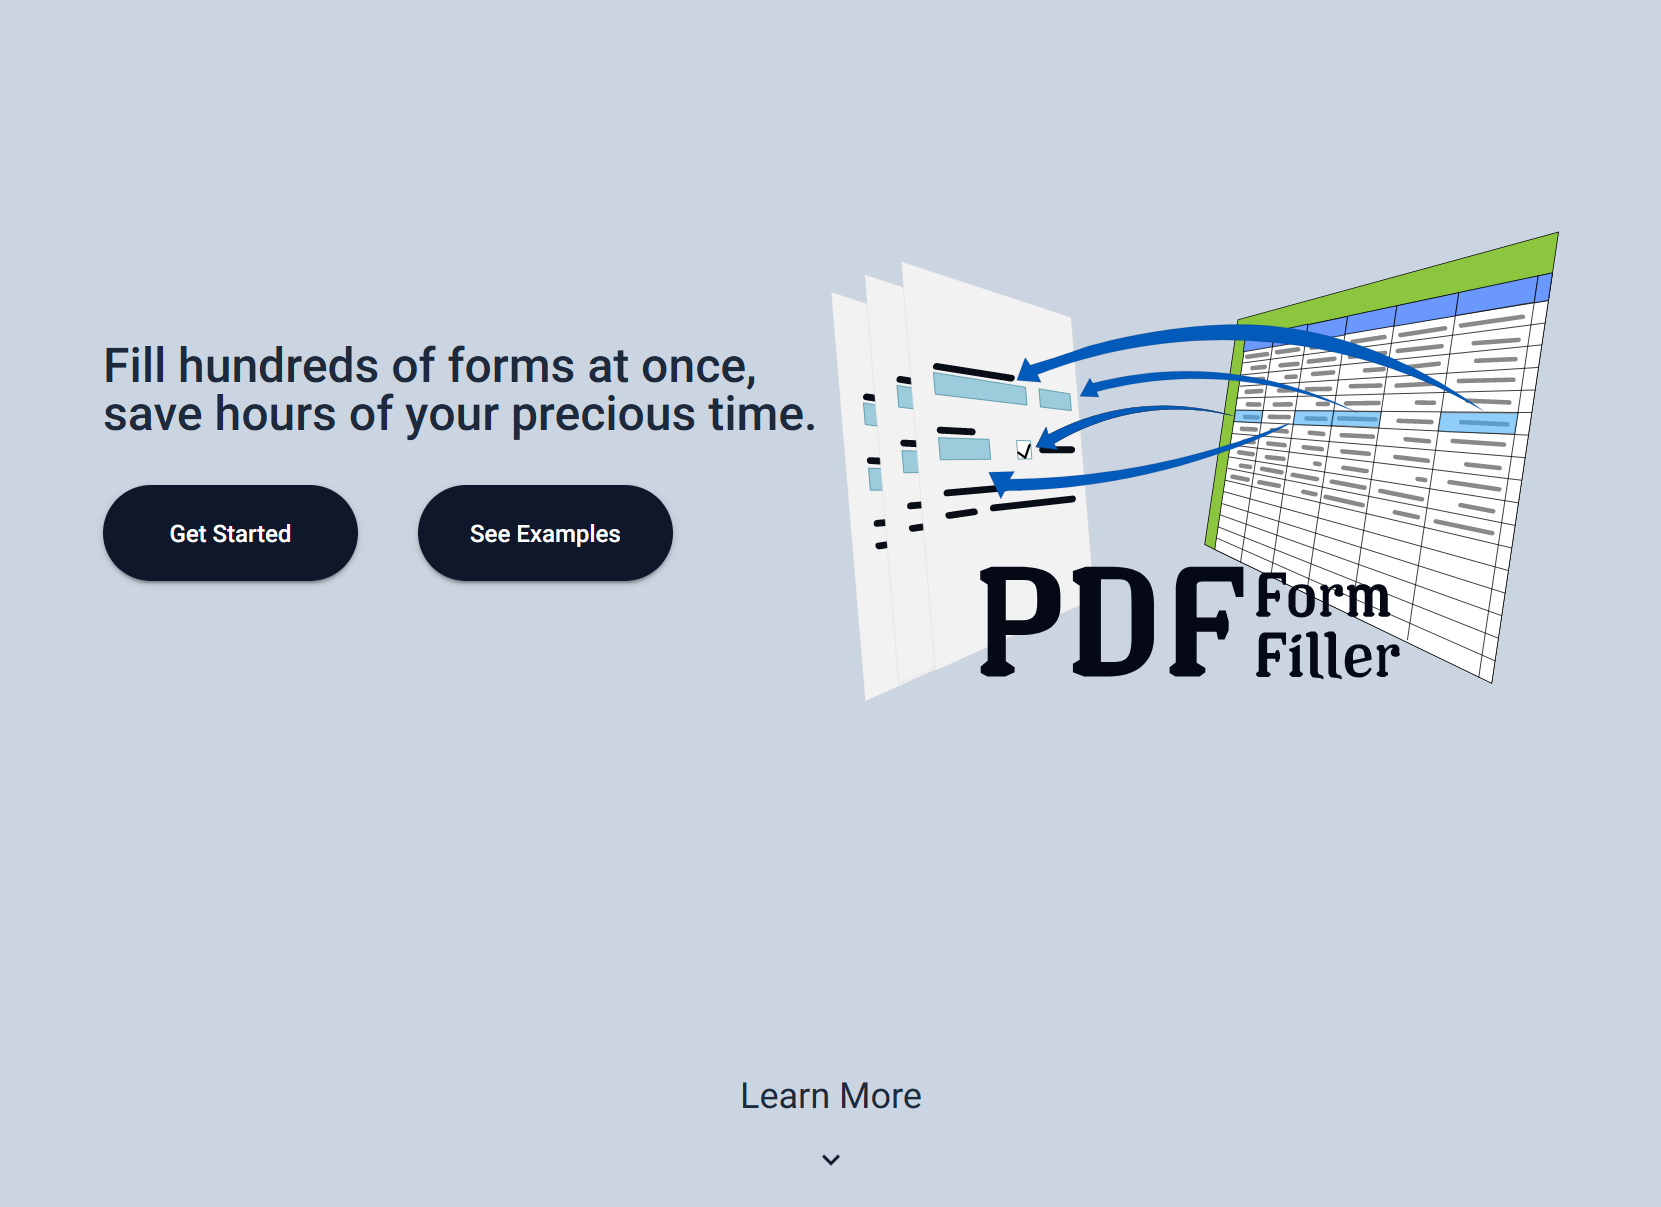 Fill hundreds of forms at once,
save hours of your precious time.
Get Started
See Examples
PDF Form
Filler
Learn More